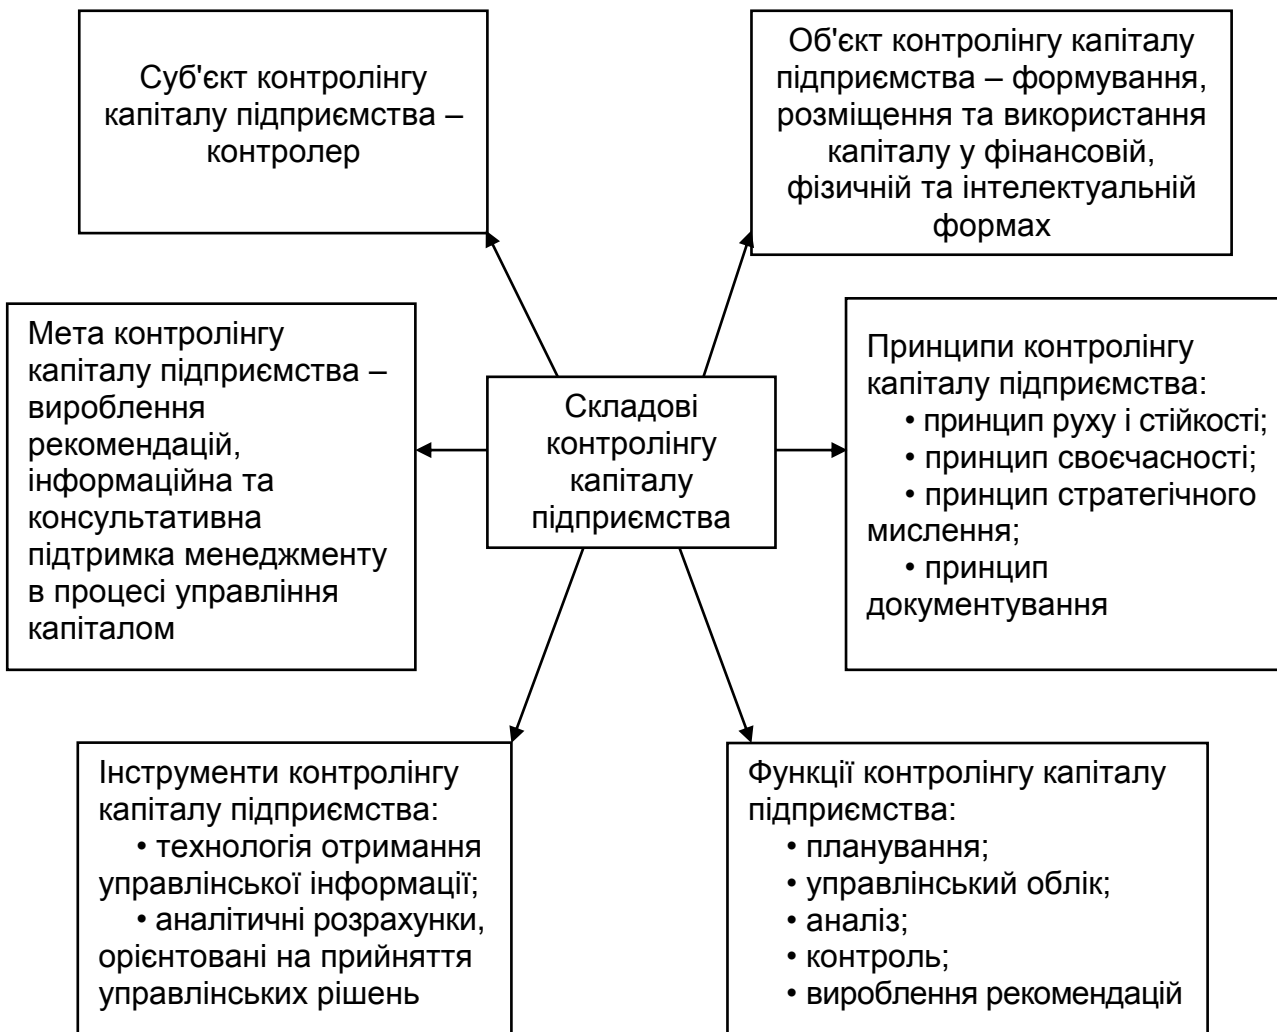 Суб'єкт контролінгу
капіталу підприємства –
контролер
Об'єкт контролінгу капіталу
підприємства – формування,
розміщення та використання
капіталу у фінансовій,
фізичній та інтелектуальній
формах
Мета контролінгу
капіталу підприємства –
вироблення
рекомендацій,
інформаційна та
консультативна
підтримка менеджменту
в процесі управління
капіталом
Складові
контролінгу
капіталу
підприємства
Принципи контролінгу
капіталу підприємства:
• принцип руху і стійкості;
• принцип своєчасності;
• принцип стратегічного
мислення;
• принцип
документування
Інструменти контролінгу
капіталу підприємства:
• технологія отримання
управлінської інформації;
• аналітичні розрахунки,
орієнтовані на прийняття
управлінських рішень
Функції контролінгу капіталу
підприємства:
• планування;
• управлінський облік;
• аналіз;
• контроль;
• вироблення рекомендацій